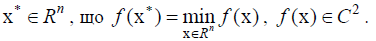 x* ∈ Rⁿ , що f(x*) = min f(x) , f(x) ∈ C² .
x∈Rⁿ